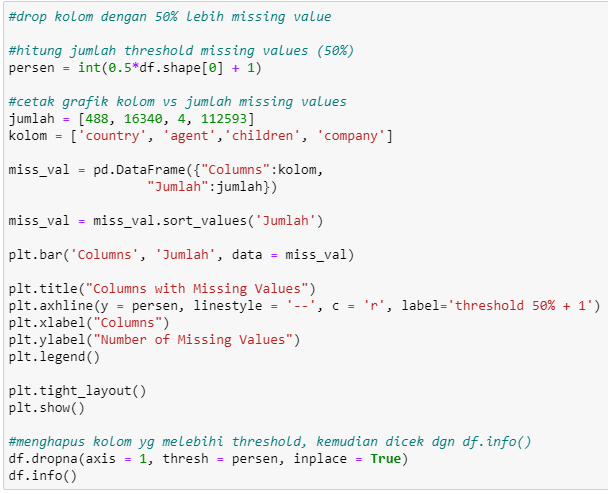 #drop kolom dengan 50% lebih missing value
#hitung jumlah threshold missing values (50%)
persen = int(0.5*df.shape[0] + 1)
#cetak grafik kolom vs jumlah missing values
jumlah = [488, 16340, 4, 112593]
kolom = ['country', 'agent','children', 'company']
miss_val = pd.DataFrame({"Columns":kolom,
"Jumlah":jumlah})
miss_val = miss_val.sort_values('Jumlah')
plt.bar('Columns', 'Jumlah', data = miss_val)
plt.title("Columns with Missing Values")
plt.axhline(y = persen, linestyle = '--', c = 'r', label='threshold 50% + 1')
plt.xlabel("Columns")
plt.ylabel("Number of Missing Values")
plt.legend()
plt.tight_layout()
plt.show()
#menghapus kolom yg melebihi threshold, kemudian dicek dgn df.info()
df.dropna(axis = 1, thresh = persen, inplace = True)
df.info()